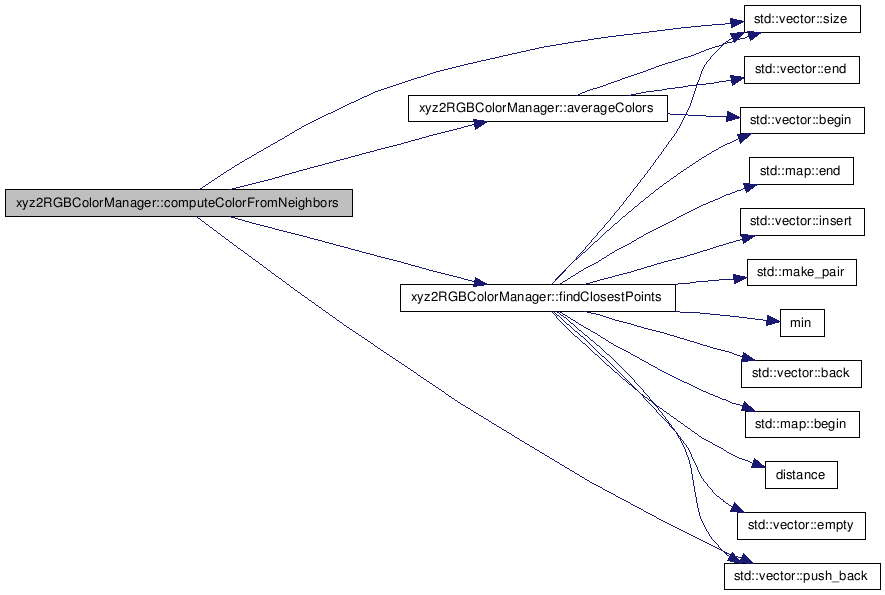 std::vector::size
std::vector::end
xyz2RGBColorManager::averageColors
std::vector::begin
std::map::end
xyz2RGBColorManager::computeColorFromNeighbors
std::vector::insert
std::make_pair
xyz2RGBColorManager::findClosestPoints
min
std::vector::back
std::map::begin
distance
std::vector::empty
std::vector::push_back